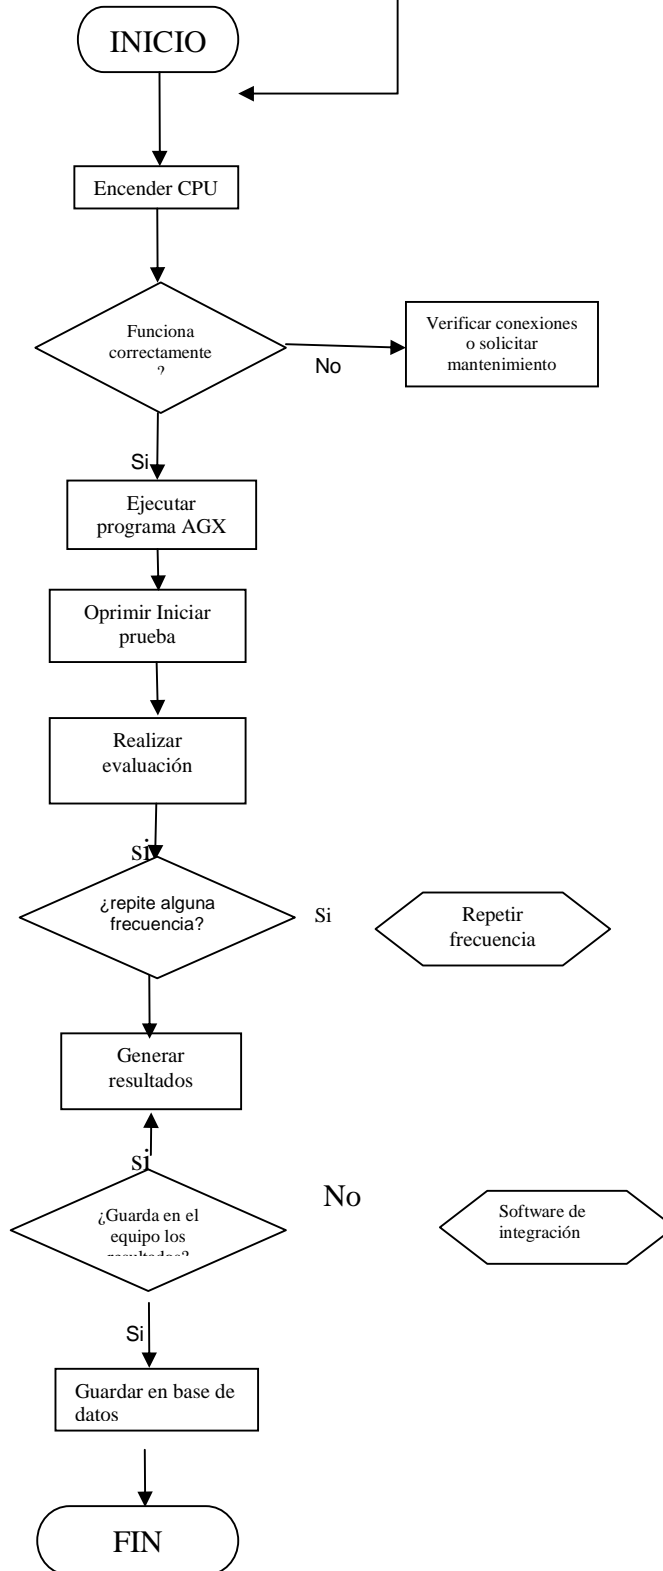 INICIO
Encender CPU
Funciona
correctamente
?
No
Verificar conexiones
o solicitar
mantenimiento
Si
Ejecutar
programa AGX
Oprimir Iniciar
prueba
Realizar
evaluación
si
¿repite alguna
frecuencia?
Si
Repetir
frecuencia
Generar
resultados
si
¿Guarda en el
equipo los
resultados?
No
Software de
integración
Si
Guardar en base de
datos
FIN